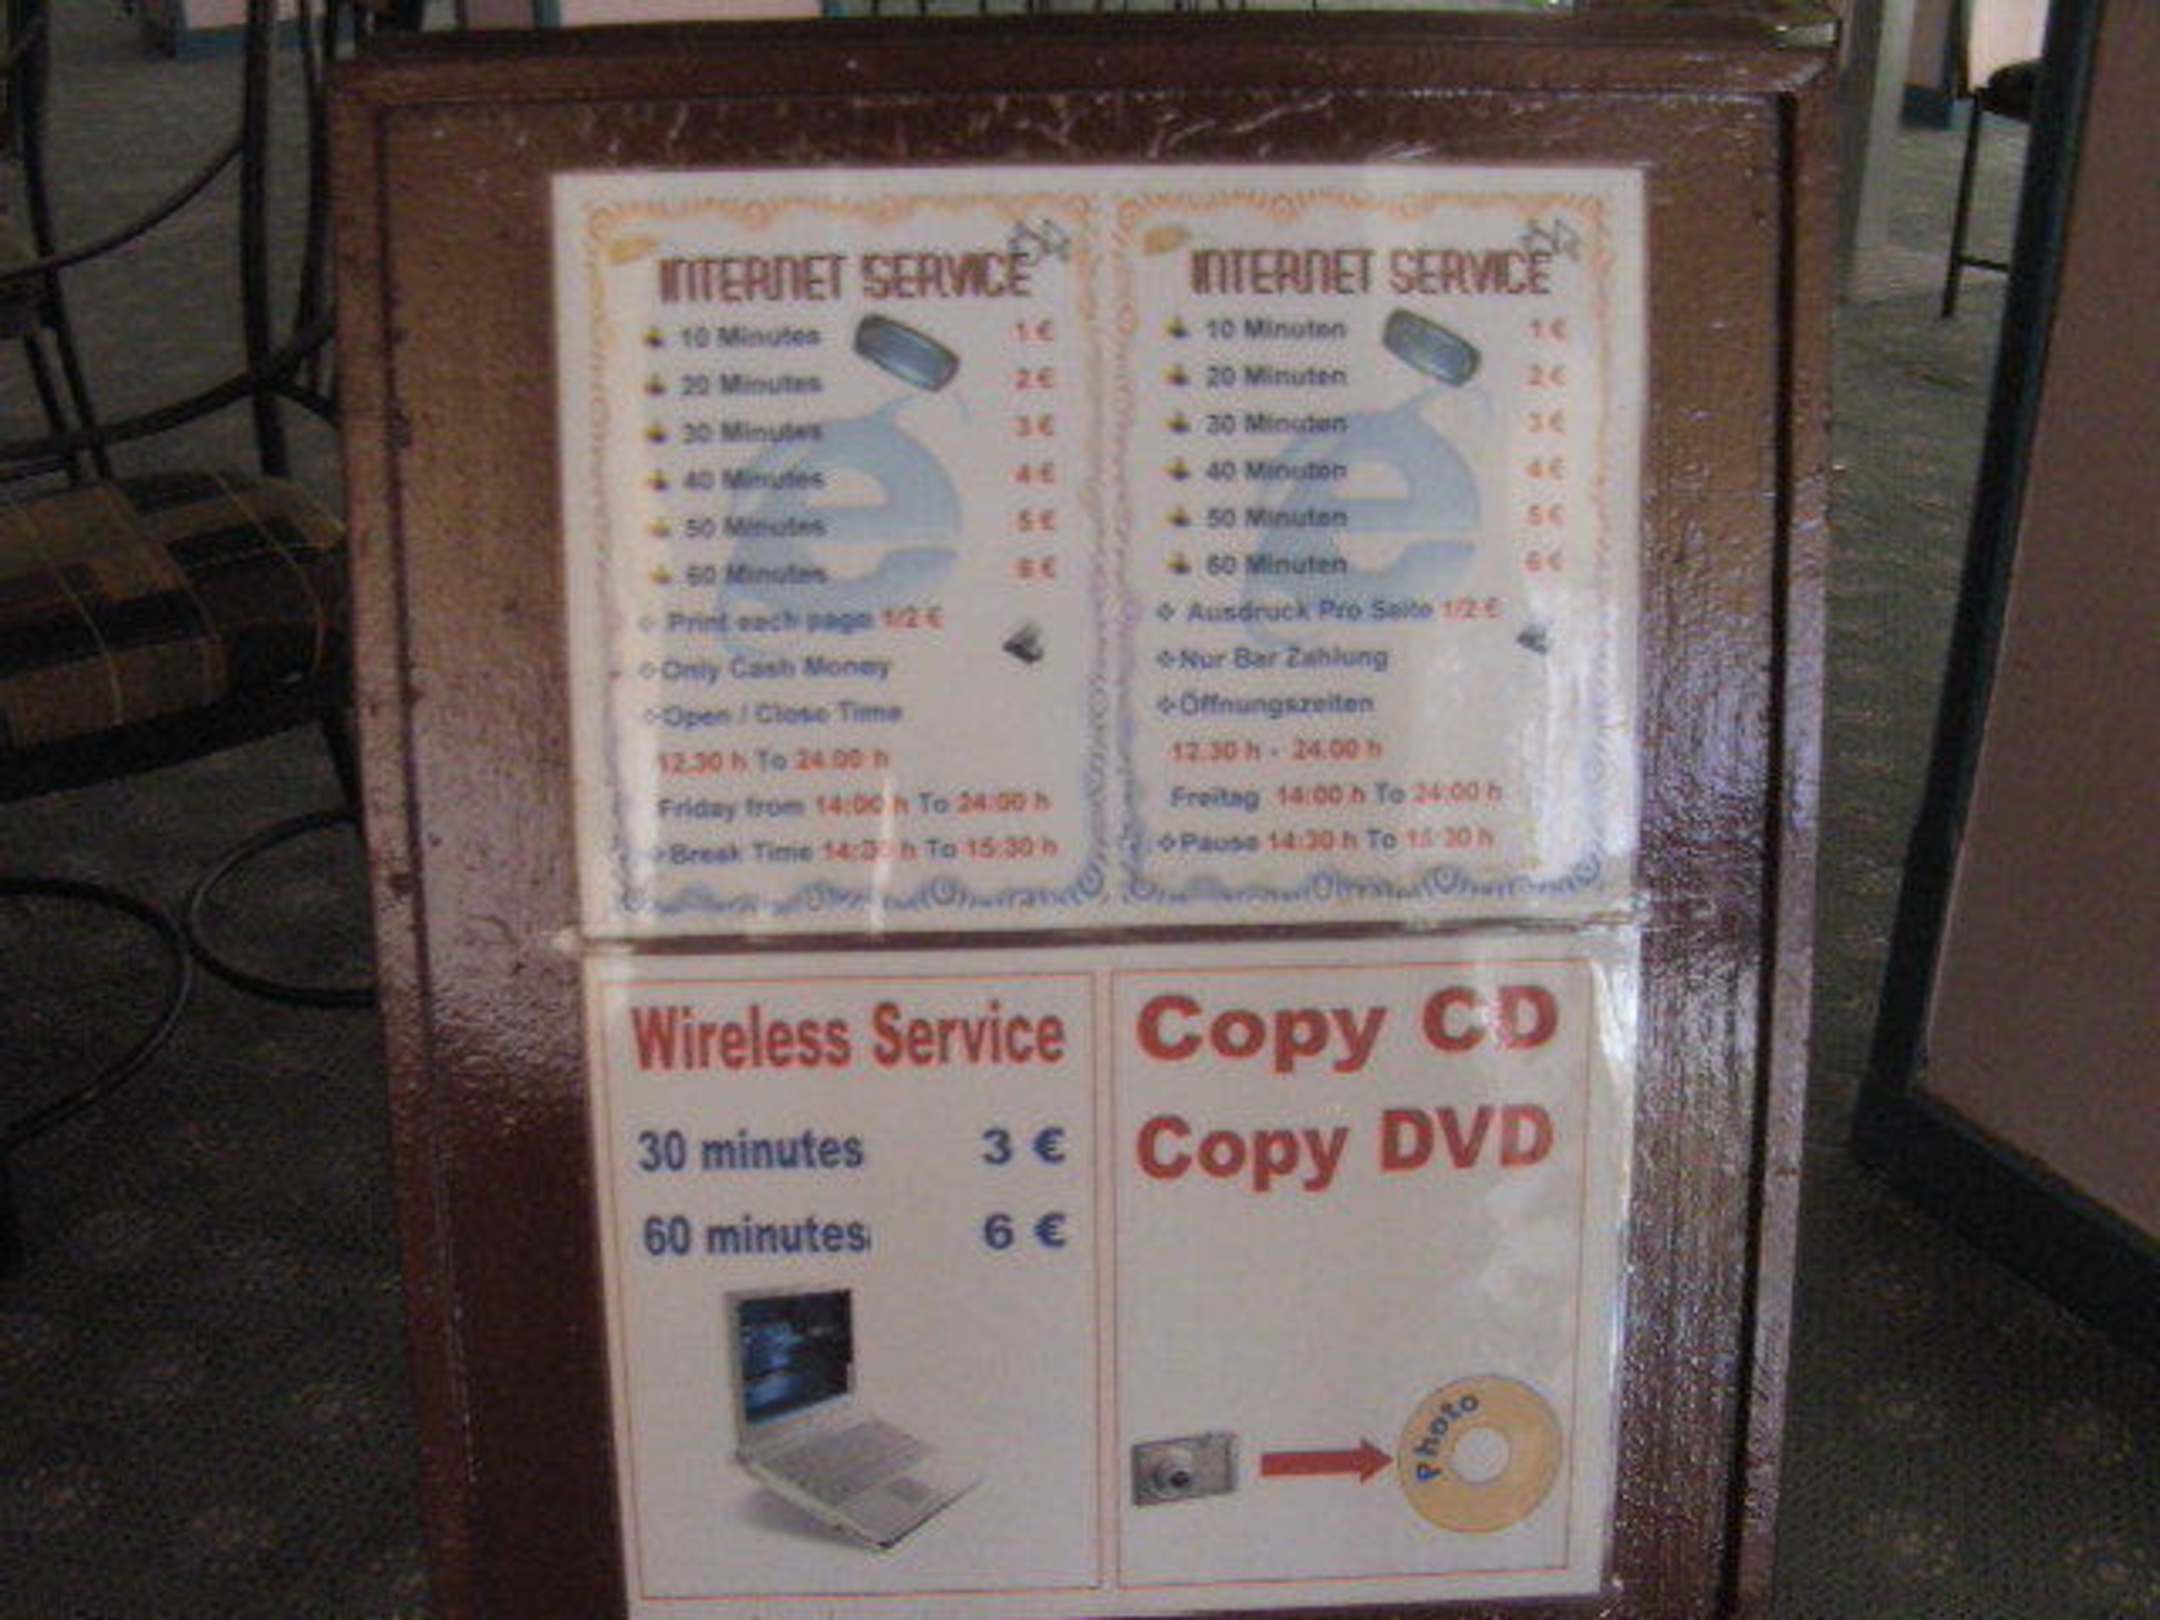 INTERNET SERVICE
10 Minutes 1 €
20 Minutes 2 €
30 Minutes 3 €
40 Minutes 4 €
50 Minutes 5 €
60 Minutes 6 €
Print each page 1/2 €
Only Cash Money
Open / Close Time
12.30 h To 24.00 h
Friday from 14:00 h To 24:00 h
Break Time 14:30 h To 15:30 h
INTERNET SERVICE
10 Minuten 1 €
20 Minuten 2 €
30 Minuten 3 €
40 Minuten 4 €
50 Minuten 5 €
60 Minuten 6 €
Ausdruck Pro Seite 1/2 €
Nur Bar Zahlung
Öffnungszeiten
12.30 h - 24.00 h
Freitag 14:00 h To 24:00 h
Pause 14:30 h To 15:30 h
Wireless Service
30 minutes 3 €
60 minutes 6 €
Copy CD
Copy DVD
Photo